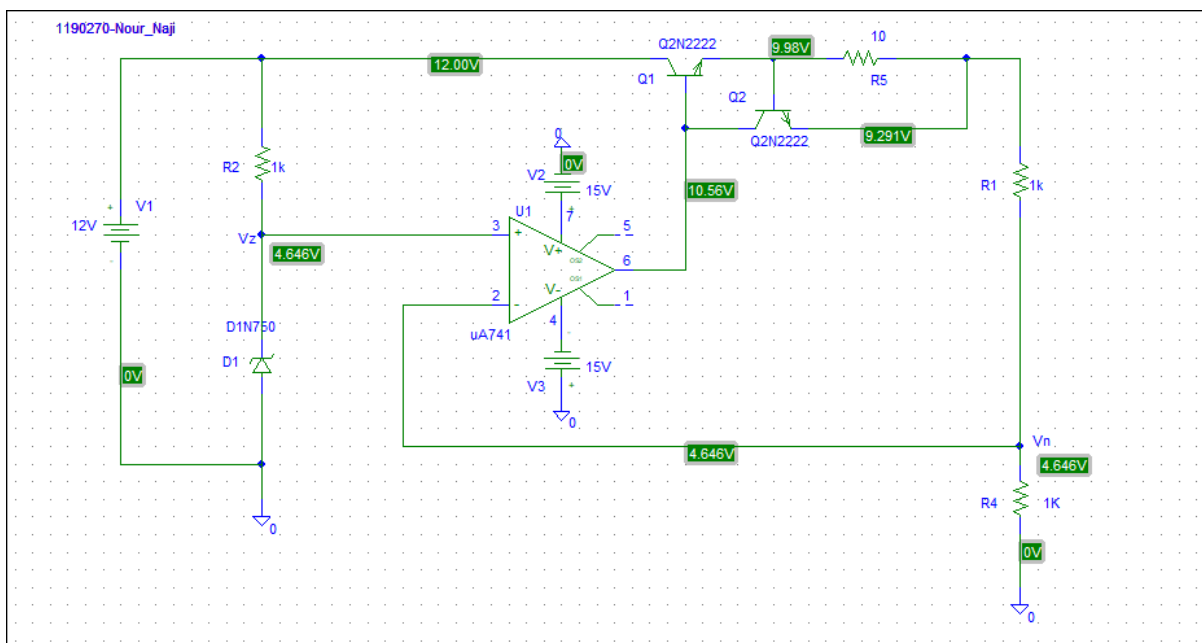 1190270-Nour_Naji
Q2N2222
9.98V
10
12.00V
Q1
R5
Q2
0
Q2N2222
9.291V
R2
1k
0V
V2
15V
10.56V
R1
1k
V1
12V
U1
7
Vz
4.646V
3
+
V+
5
OS2
6
OS1
2
-
V-
1
D1N750
uA741
4
D1
0V
15V
V3
0
Vn
4.646V
4.646V
R4
1K
0V
0
0